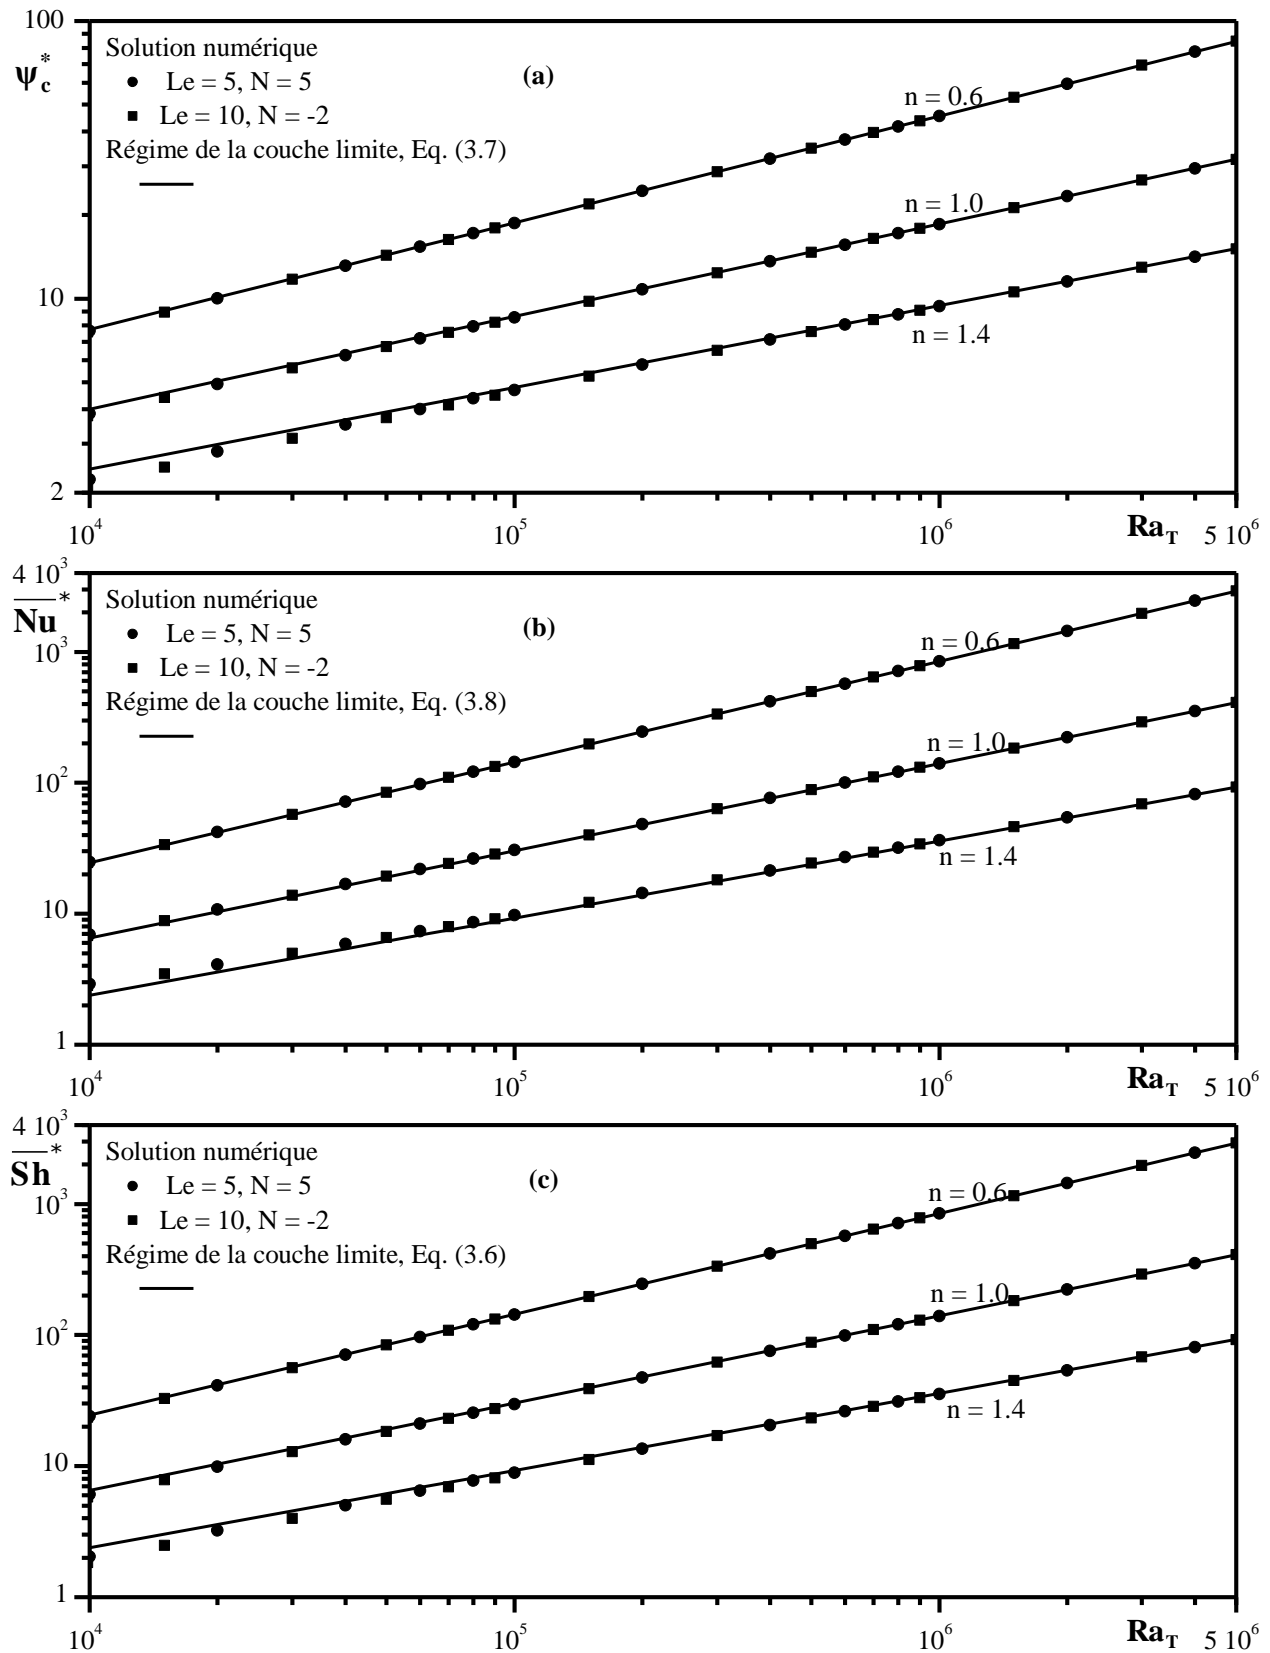 100
Solution numérique
ψc*
Le = 5, N = 5
(a)
Le = 10, N = -2
n = 0.6
Régime de la couche limite, Eq. (3.7)
n = 1.0
10
n = 1.4
2
10^4
10^5
10^6
Ra_T
5 10^6
4 10^3
Nu*
Solution numérique
Le = 5, N = 5
(b)
10^3
n = 0.6
Le = 10, N = -2
Régime de la couche limite, Eq. (3.8)
n = 1.0
10^2
n = 1.4
10
1
10^4
10^5
10^6
Ra_T
5 10^6
4 10^3
Sh*
Solution numérique
Le = 5, N = 5
(c)
10^3
n = 0.6
Le = 10, N = -2
Régime de la couche limite, Eq. (3.6)
n = 1.0
10^2
n = 1.4
10
1
10^4
10^5
10^6
Ra_T
5 10^6